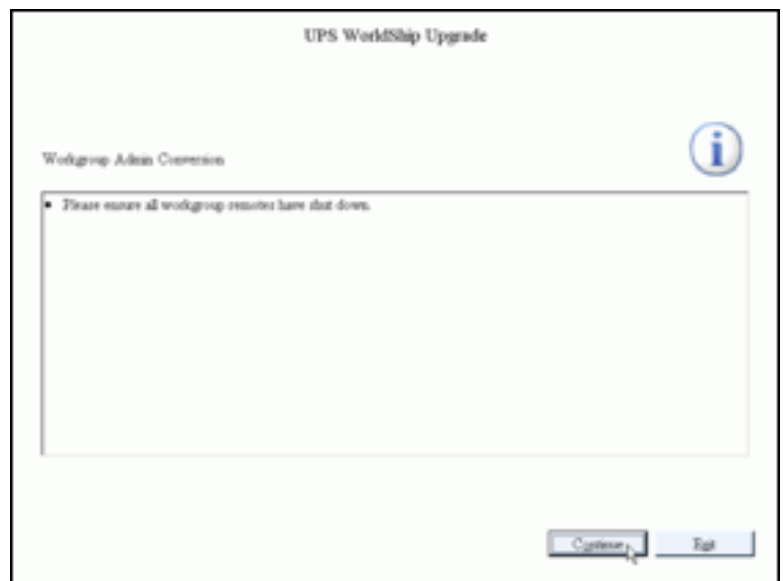 UPS WorldShip Upgrade
Workgroup Admin Conversion
• Please ensure all workgroup remotes have shut down.
Continue
Exit